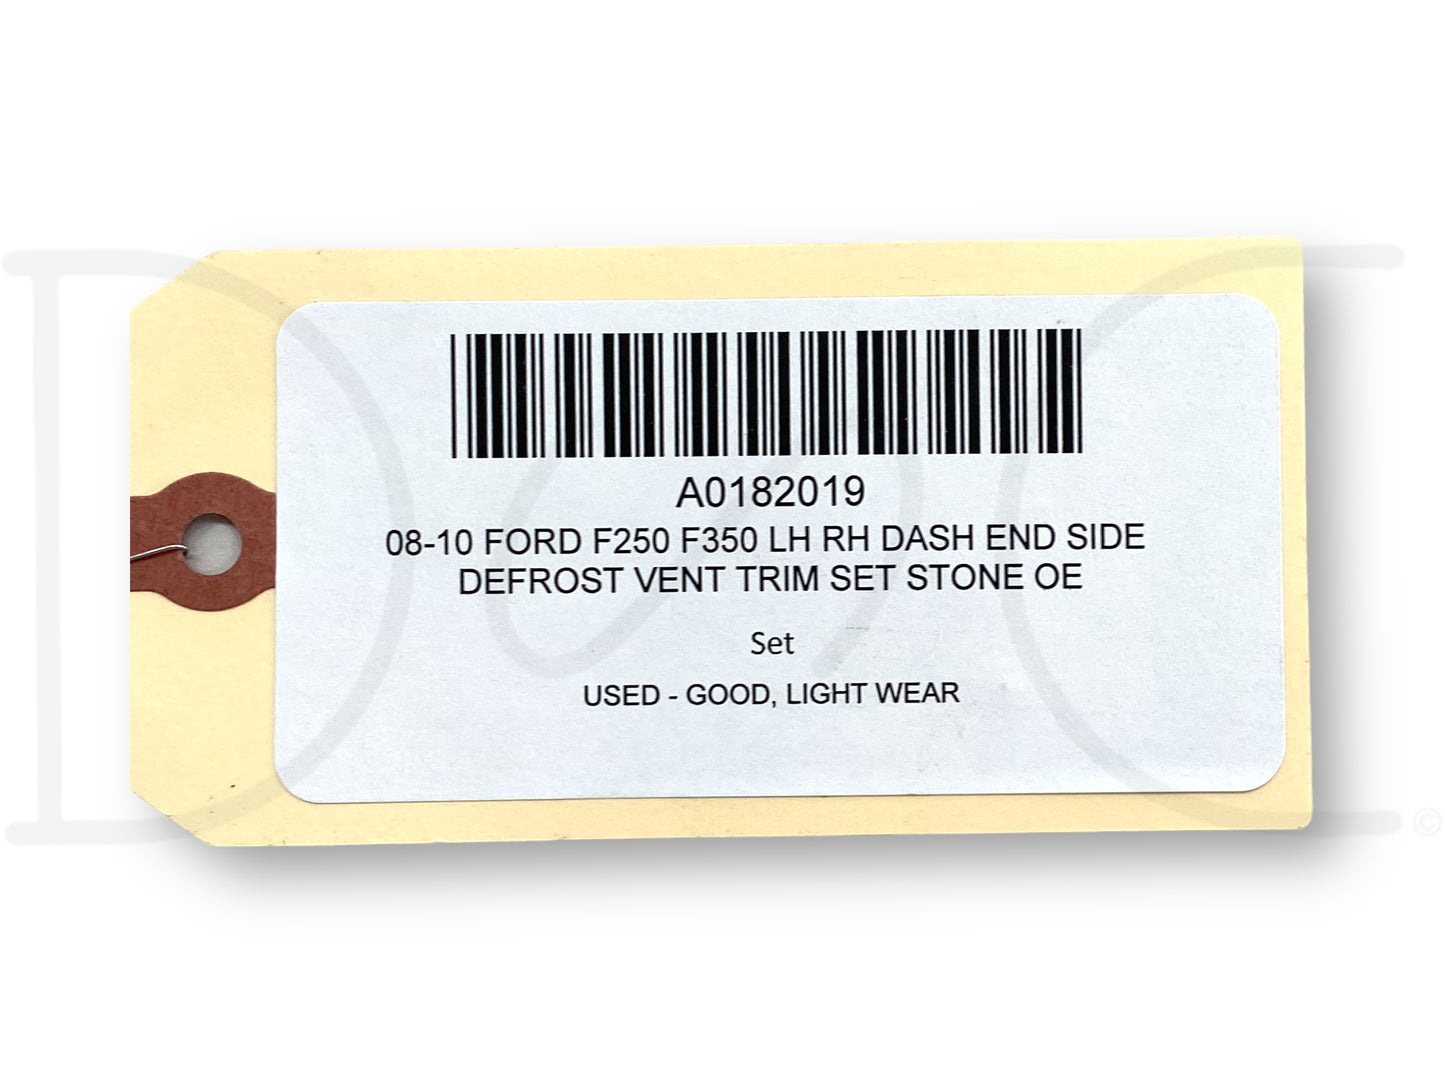 A0182019
08-10 FORD F250 F350 LH RH DASH END SIDE
DEFROST VENT TRIM SET STONE OE
Set
USED - GOOD, LIGHT WEAR
©